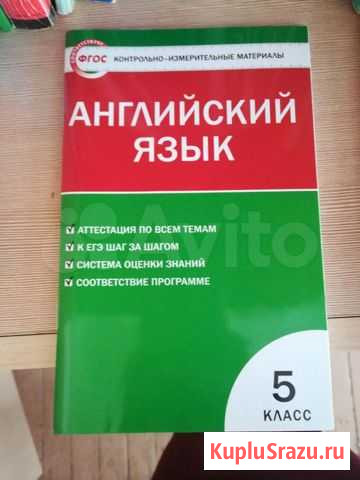 ФГОС
КОНТРОЛЬНО-ИЗМЕРИТЕЛЬНЫЕ МАТЕРИАЛЫ
АНГЛИЙСКИЙ
ЯЗЫК
АТТЕСТАЦИЯ ПО ВСЕМ ТЕМАМ
К ЕГЭ ШАГ ЗА ШАГОМ
СИСТЕМА ОЦЕНКИ ЗНАНИЙ
СООТВЕТСТВИЕ ПРОГРАММЕ
Avito
5
КЛАСС
KupluSrazu.ru